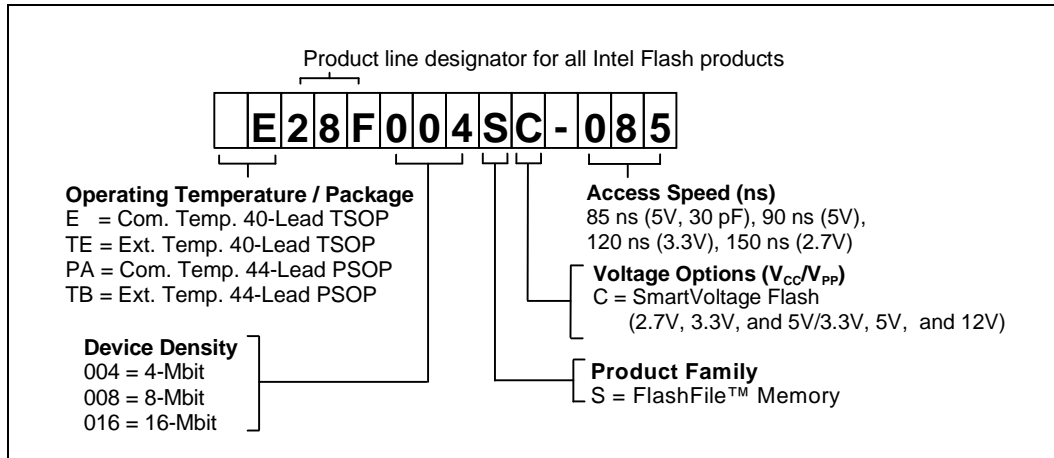 Product line designator for all Intel Flash products
E28F004SC-085
Operating Temperature / Package
E = Com. Temp. 40-Lead TSOP
TE = Ext. Temp. 40-Lead TSOP
PA = Com. Temp. 44-Lead PSOP
TB = Ext. Temp. 44-Lead PSOP
Device Density
004 = 4-Mbit
008 = 8-Mbit
016 = 16-Mbit
Access Speed (ns)
85 ns (5V, 30 pF), 90 ns (5V),
120 ns (3.3V), 150 ns (2.7V)
Voltage Options (VCC/VPP)
C = SmartVoltage Flash
(2.7V, 3.3V, and 5V/3.3V, 5V, and 12V)
Product Family
S = FlashFile™ Memory